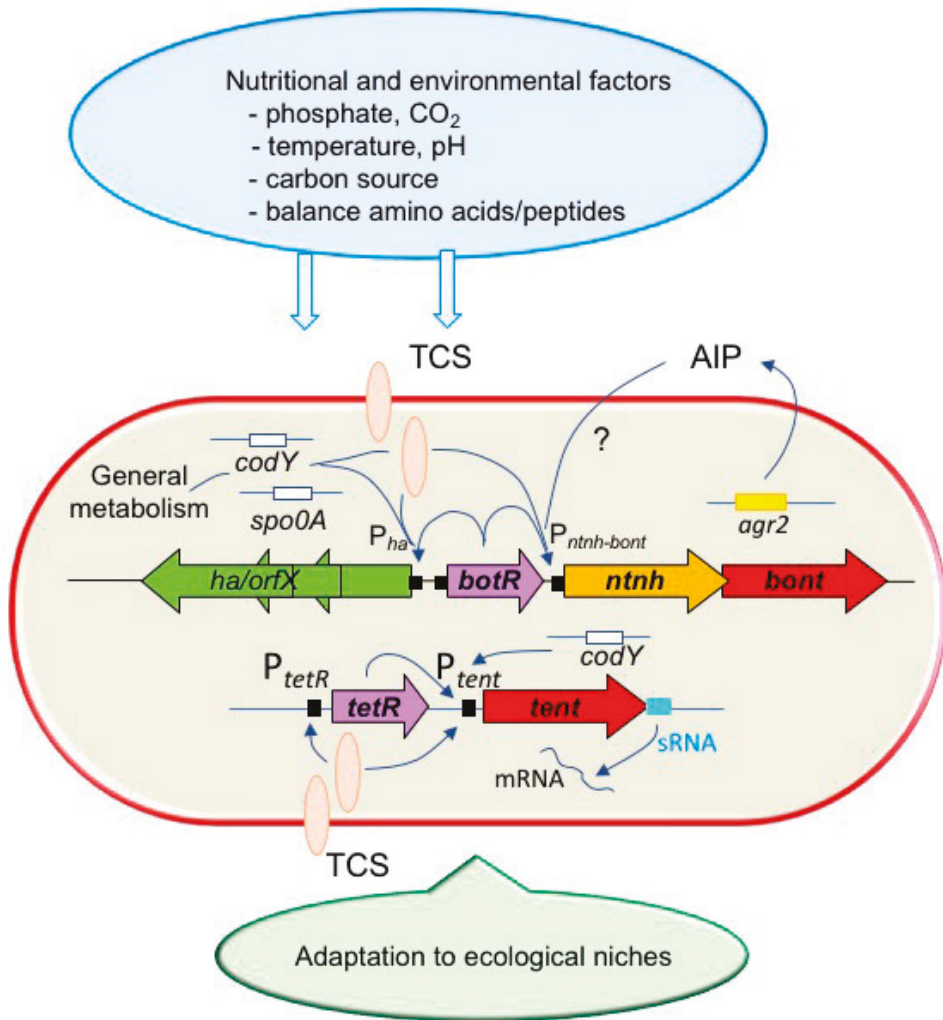 Nutritional and environmental factors
- phosphate, CO₂
- temperature, pH
- carbon source
- balance amino acids/peptides
TCS
AIP
?
codY
General
metabolism
spo0A
agr2
Pha
Pntnh-bont
ha/orfX
botR
ntnh
bont
codY
PtetR
Ptent
tetR
tent
sRNA
mRNA
TCS
Adaptation to ecological niches